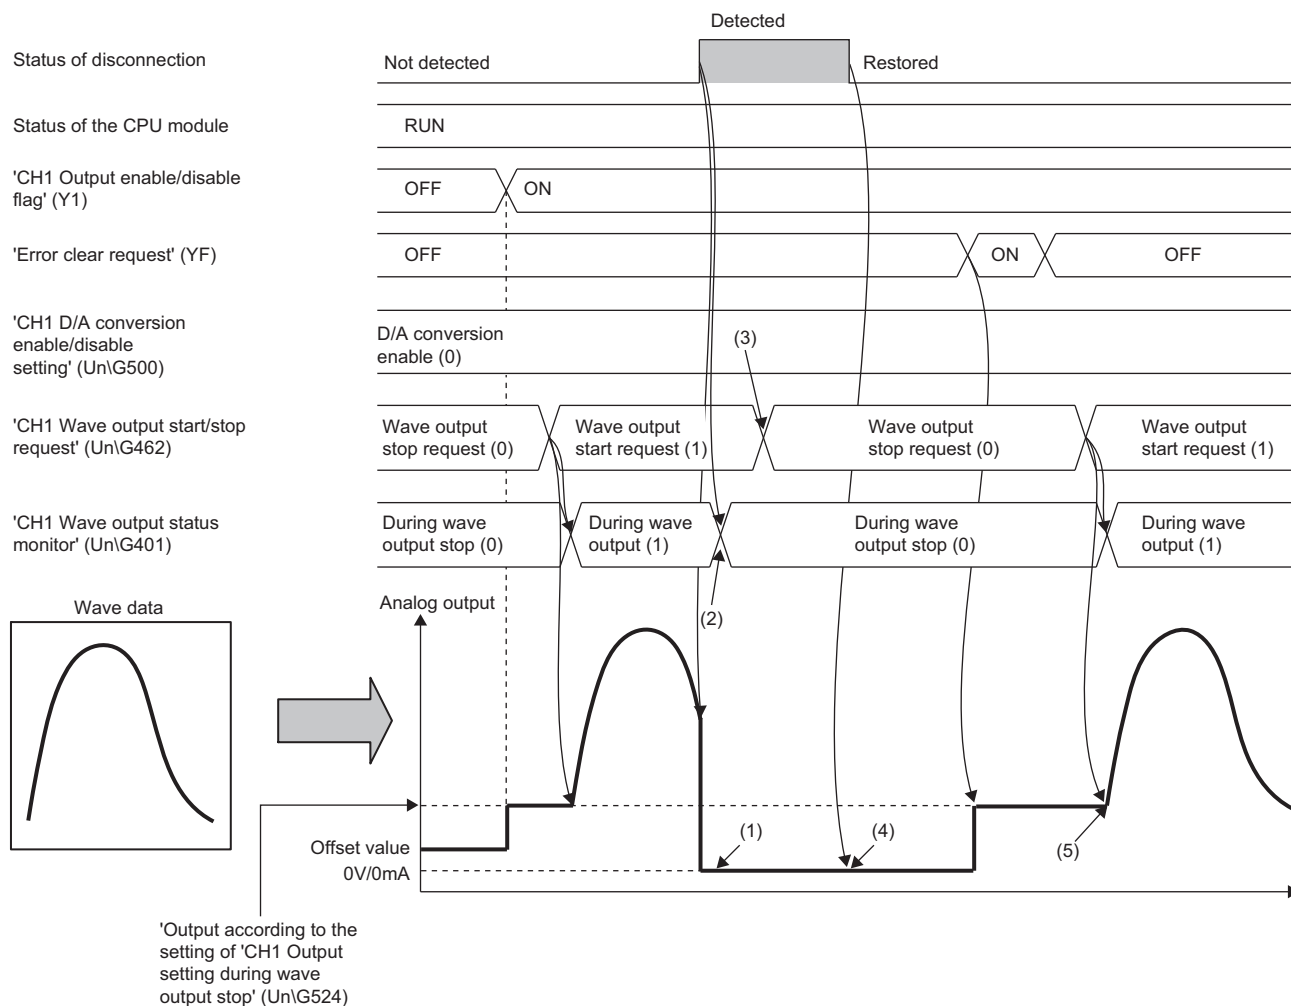 Detected
Status of disconnection
Not detected
Restored
Status of the CPU module
RUN
'CH1 Output enable/disable
flag' (Y1)
OFF
ON
'Error clear request' (YF)
OFF
ON
OFF
'CH1 D/A conversion
enable/disable
setting' (Un\G500)
D/A conversion
enable (0)
(3)
'CH1 Wave output start/stop
request' (Un\G462)
Wave output
stop request (0)
Wave output
start request (1)
Wave output
stop request (0)
Wave output
start request (1)
'CH1 Wave output status
monitor' (Un\G401)
During wave
output stop (0)
During wave
output (1)
During wave
output stop (0)
During wave
output (1)
Wave data
Analog output
(2)
(1)
(4)
(5)
Offset value
0V/0mA
'Output according to the
setting of 'CH1 Output
setting during wave
output stop' (Un\G524)